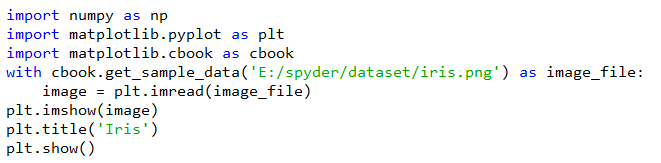 import numpy as np
import matplotlib.pyplot as plt
import matplotlib.cbook as cbook
with cbook.get_sample_data('E:/spyder/dataset/iris.png') as image_file:
    image = plt.imread(image_file)
plt.imshow(image)
plt.title('Iris')
plt.show()